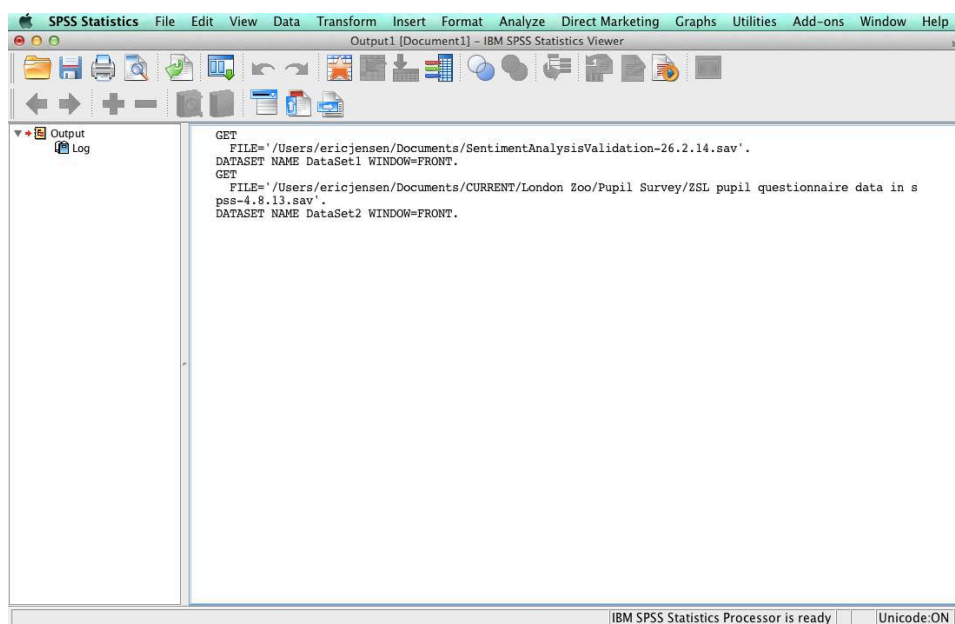 SPSS Statistics File Edit View Data Transform Insert Format Analyze Direct Marketing Graphs Utilities Add-ons Window Help
Output1 [Document1] – IBM SPSS Statistics Viewer
Output
Log
GET
FILE='/Users/ericjensen/Documents/SentimentAnalysisValidation-26.2.14.sav'.
DATASET NAME DataSet1 WINDOW=FRONT.
GET
FILE='/Users/ericjensen/Documents/CURRENT/London Zoo/Pupil Survey/ZSL pupil questionnaire data in s
pss-4.8.13.sav'.
DATASET NAME DataSet2 WINDOW=FRONT.
IBM SPSS Statistics Processor is ready Unicode:ON